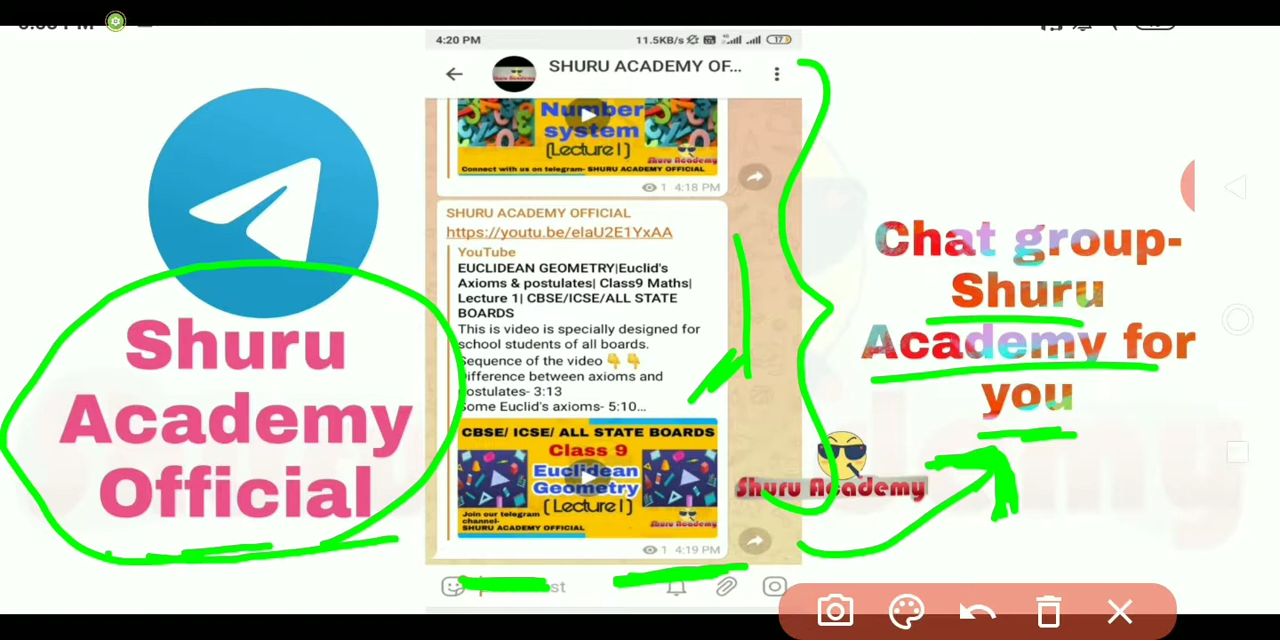 4:20 PM
11.5KB/s
17
SHURU ACADEMY OF...
Number
system
(Lecture 1)
Shuru Academy
Connect with us on telegram- SHURU ACADEMY OFFICIAL
1 4:18 PM
SHURU ACADEMY OFFICIAL
https://youtu.be/elaU2E1YxAA
YouTube
EUCLIDEAN GEOMETRY|Euclid's
Axioms & postulates| Class9 Maths|
Lecture 1| CBSE/ICSE/ALL STATE
BOARDS
This is video is specially designed for
school students of all boards.
Sequence of the video 👇👇
Difference between axioms and
postulates- 3:13
Some Euclid's axioms- 5:10...
CBSE/ ICSE/ ALL STATE BOARDS
Class 9
Euclidean
Geometry
(Lecture 1)
Join our telegram
channel-
SHURU ACADEMY OFFICIAL
Shuru Academy
1 4:19 PM
Shuru
Academy
Official
Chat group-
Shuru
Academy for
you
Shuru Academy